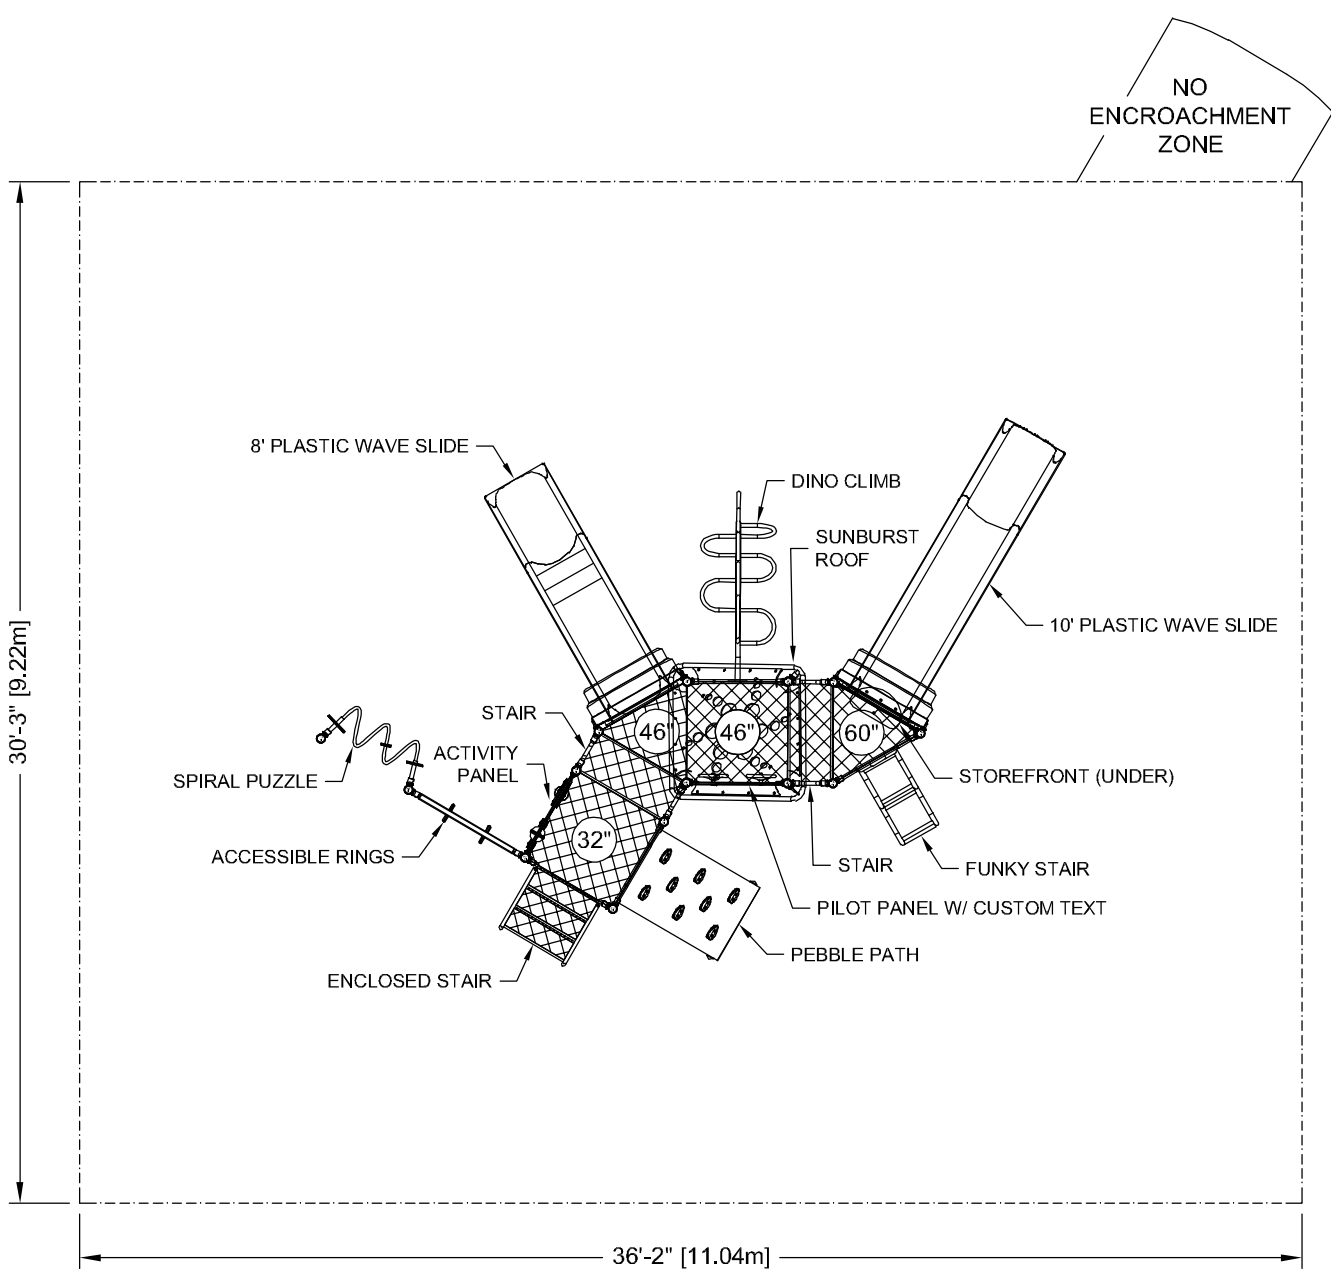 NO
ENCROACHMENT
ZONE
8' PLASTIC WAVE SLIDE
DINO CLIMB
SUNBURST
ROOF
10' PLASTIC WAVE SLIDE
30'-3" [9.22m]
STAIR
46"
46"
60"
ACTIVITY
PANEL
SPIRAL PUZZLE
STOREFRONT (UNDER)
32"
ACCESSIBLE RINGS
STAIR
FUNKY STAIR
PILOT PANEL W/ CUSTOM TEXT
PEBBLE PATH
ENCLOSED STAIR
36'-2" [11.04m]